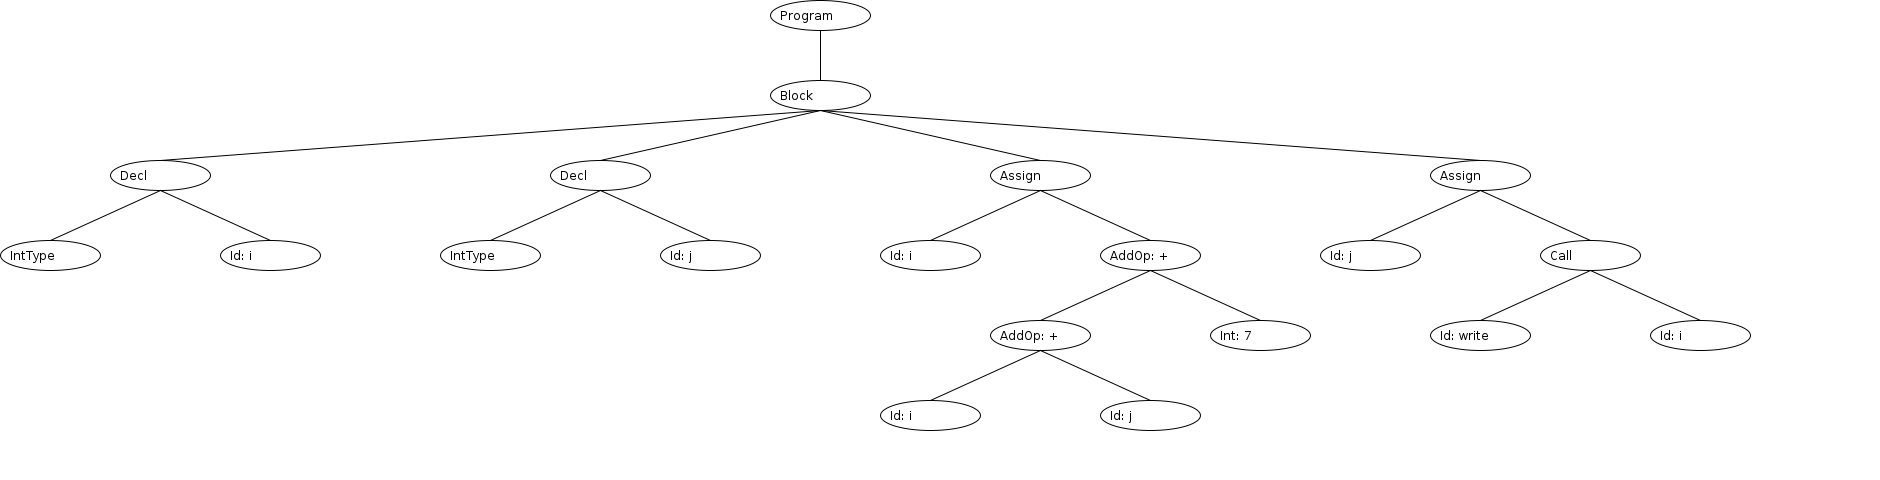 Program
Block
Decl
Decl
Assign
Assign
IntType
Id: i
IntType
Id: j
Id: i
AddOp: +
Id: j
Call
AddOp: +
Int: 7
Id: write
Id: i
Id: i
Id: j